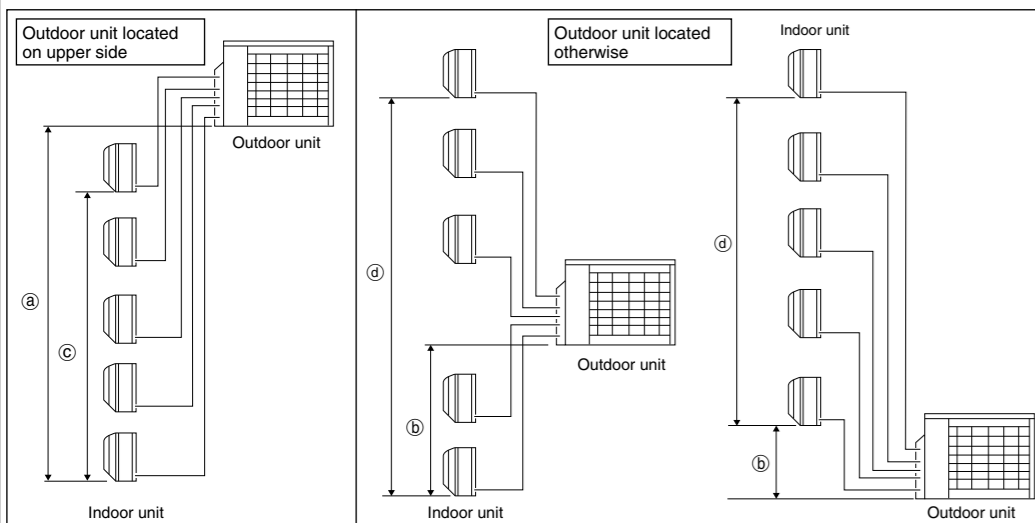 Outdoor unit located
on upper side
Outdoor unit
ⓐ
ⓒ
Indoor unit
Outdoor unit located
otherwise
ⓓ
Outdoor unit
ⓑ
Indoor unit
Indoor unit
ⓓ
ⓑ
Outdoor unit